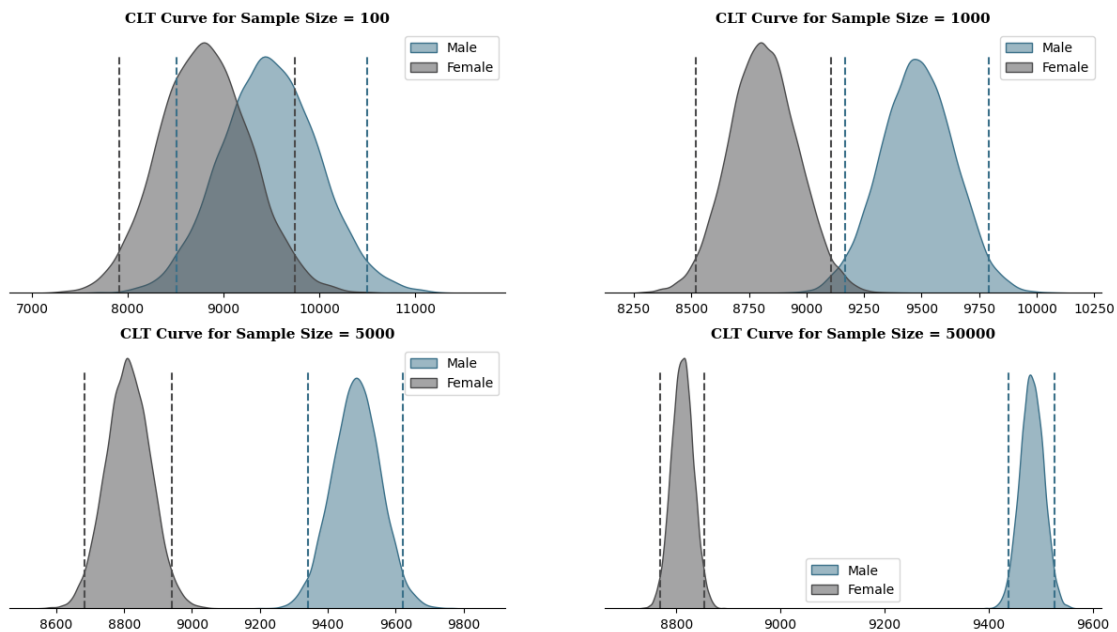 CLT Curve for Sample Size = 100
Male
Female
7000 8000 9000 10000 11000
CLT Curve for Sample Size = 1000
Male
Female
8250 8500 8750 9000 9250 9500 9750 10000 10250
CLT Curve for Sample Size = 5000
Male
Female
8600 8800 9000 9200 9400 9600 9800
CLT Curve for Sample Size = 50000
Male
Female
8800 9000 9200 9400 9600